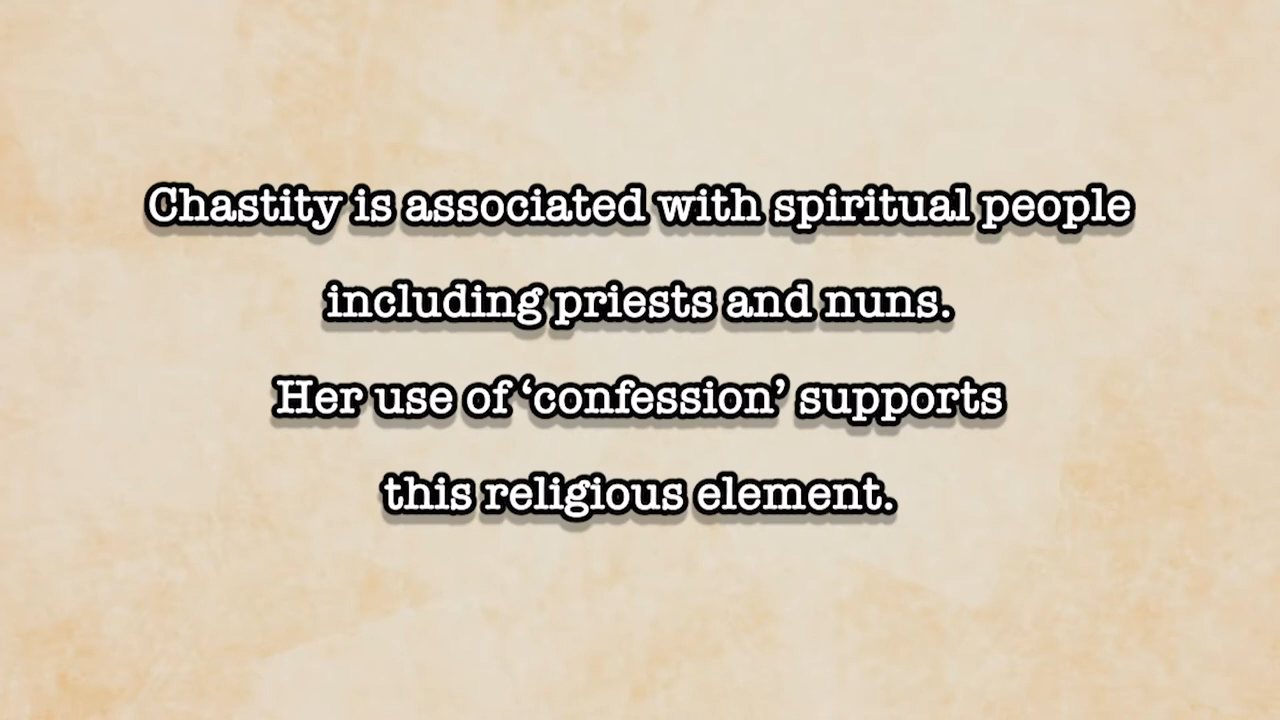 Chastity is associated with spiritual people
including priests and nuns.
Her use of ‘confession’ supports
this religious element.